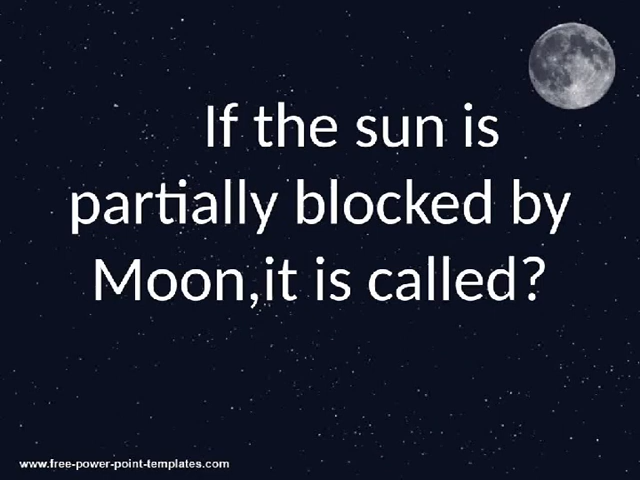 If the sun is
partially blocked by
Moon,it is called?
www.free-power-point-templates.com